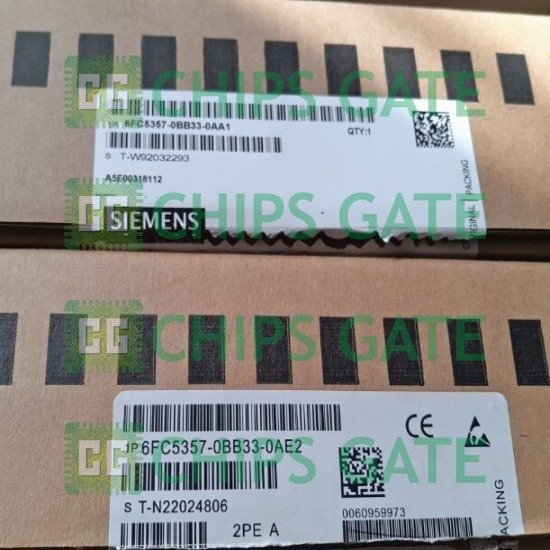 CHIPS GATE
1P 6FC5357-0BB33-0AA1
QTY:1
S T-W92032293
A5E00318112
ORIGINAL PACKING
CHIPS GATE
SIEMENS
CHIPS GATE
1P 6FC5357-0BB33-0AE2
CHIPS GATE
S T-N22024806
0060959973
2PE A
PACKING